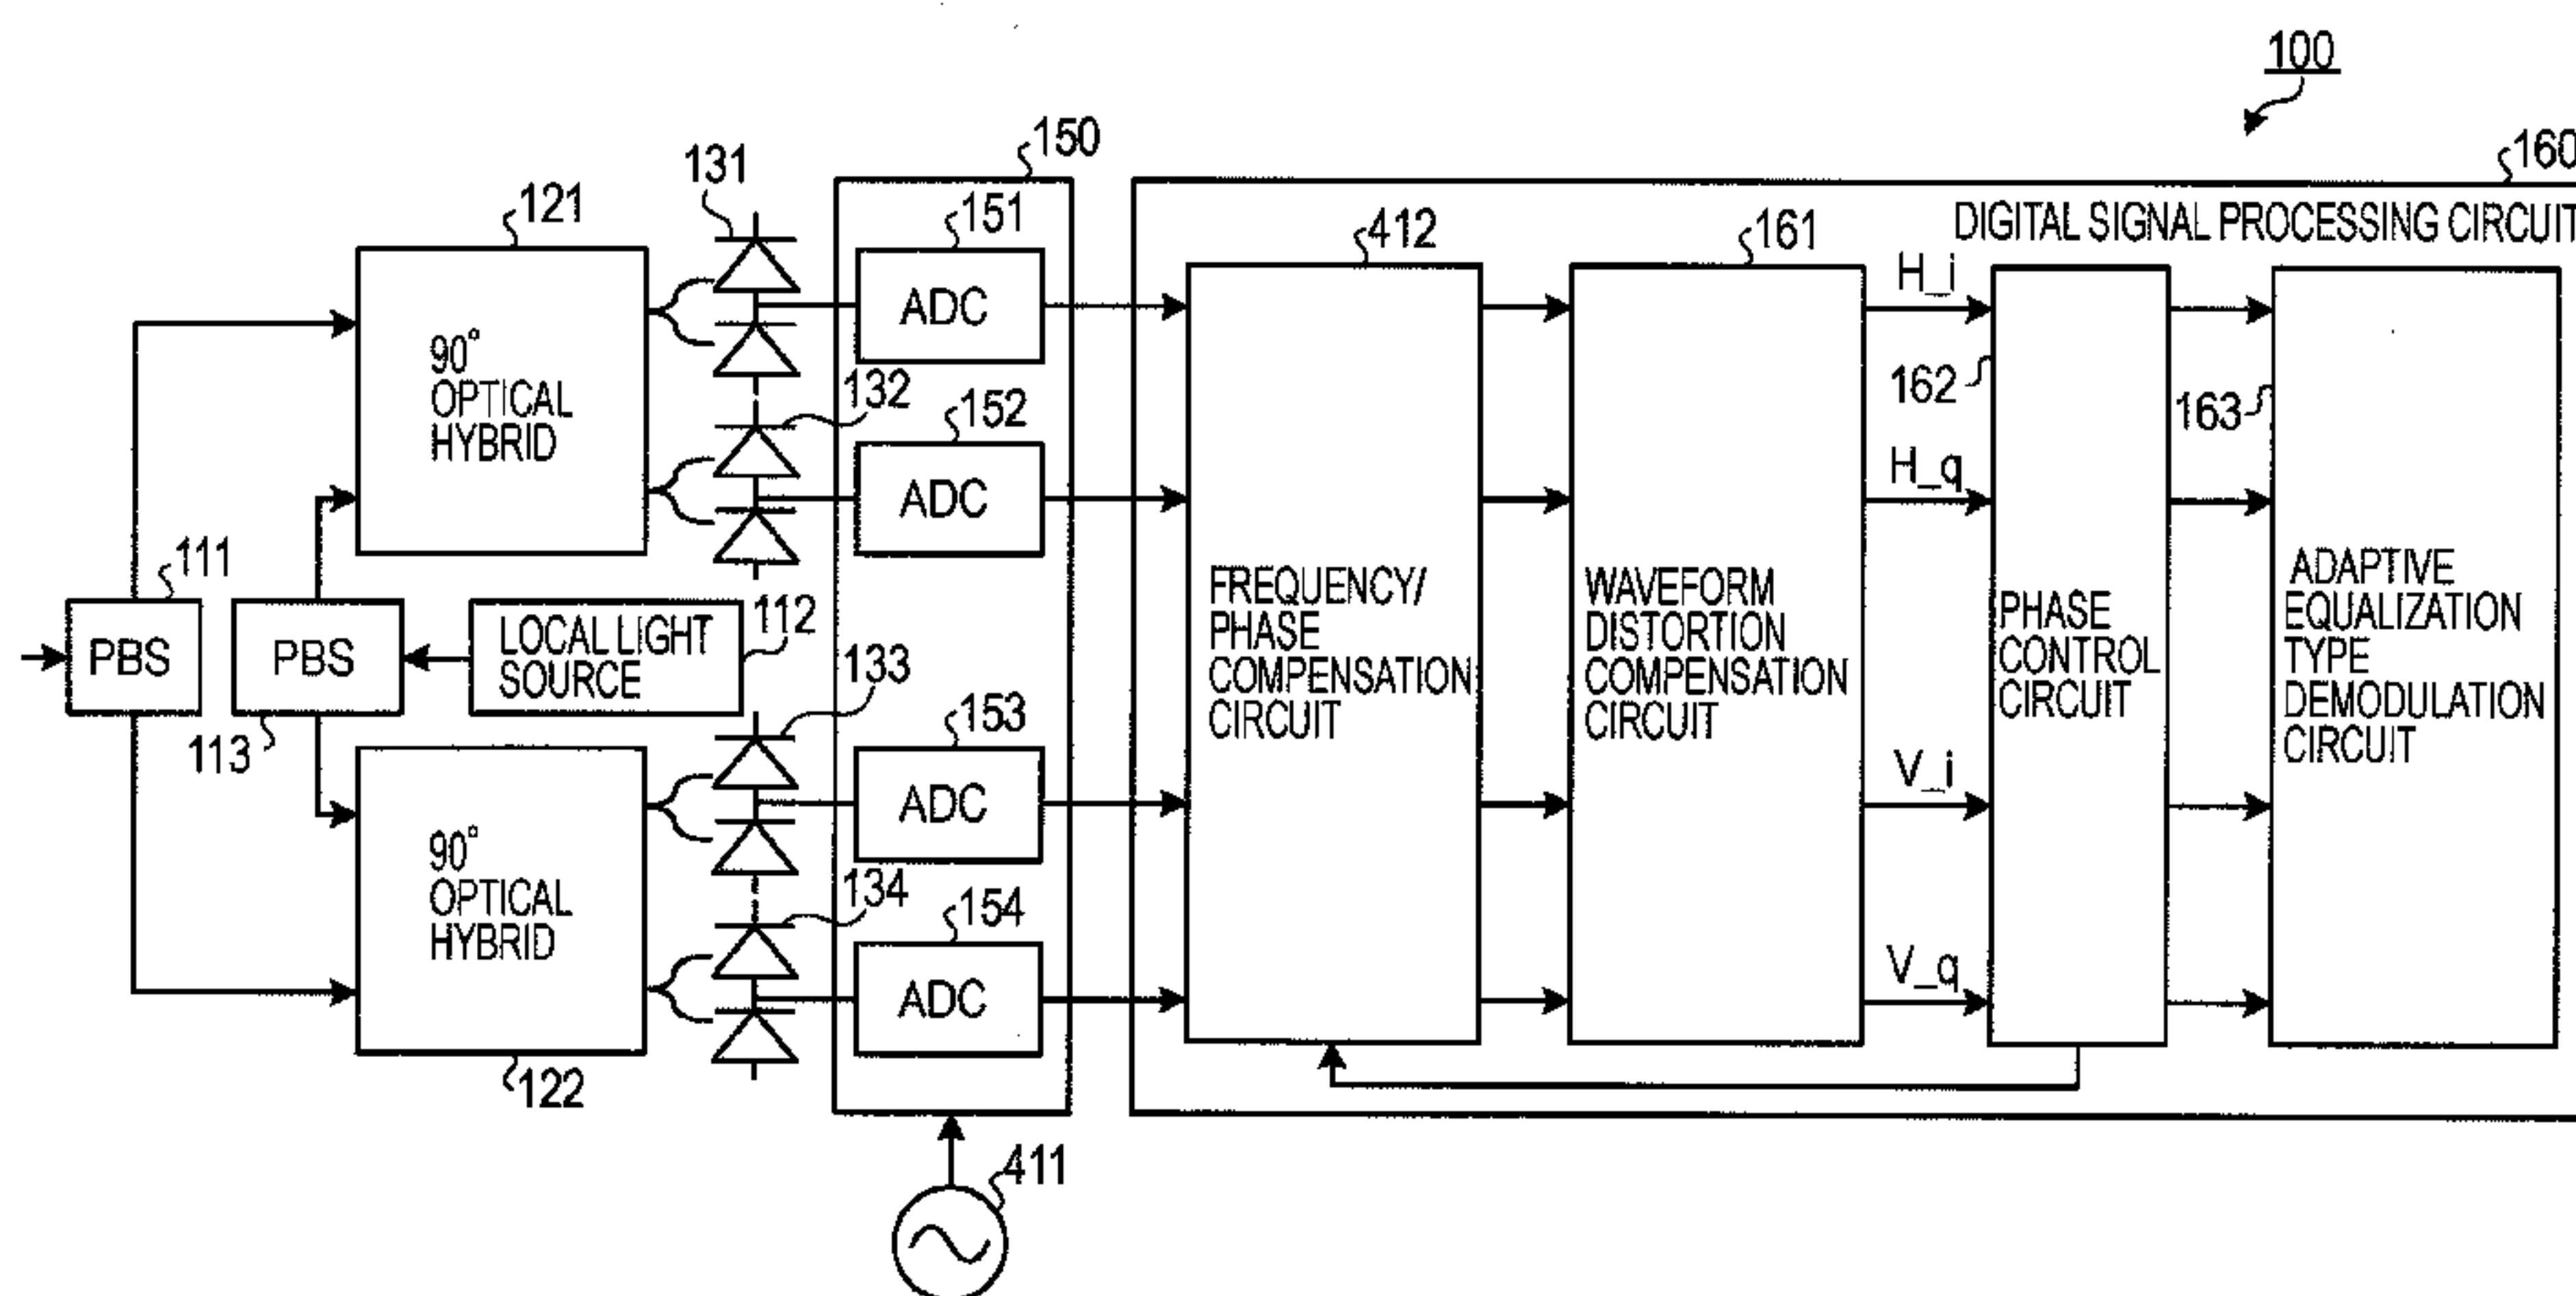 100
160
DIGITAL SIGNAL PROCESSING CIRCUIT
150
131
121
151
412
161
90°
OPTICAL
HYBRID
ADC
H_i
162
163
132
152
ADC
H_q
111
PBS
PBS
113
LOCAL LIGHT
SOURCE
112
FREQUENCY/
PHASE
COMPENSATION
CIRCUIT
WAVEFORM
DISTORTION
COMPENSATION
CIRCUIT
PHASE
CONTROL
CIRCUIT
ADAPTIVE
EQUALIZATION
TYPE
DEMODULATION
CIRCUIT
133
153
ADC
V_i
90°
OPTICAL
HYBRID
122
134
154
ADC
V_q
411